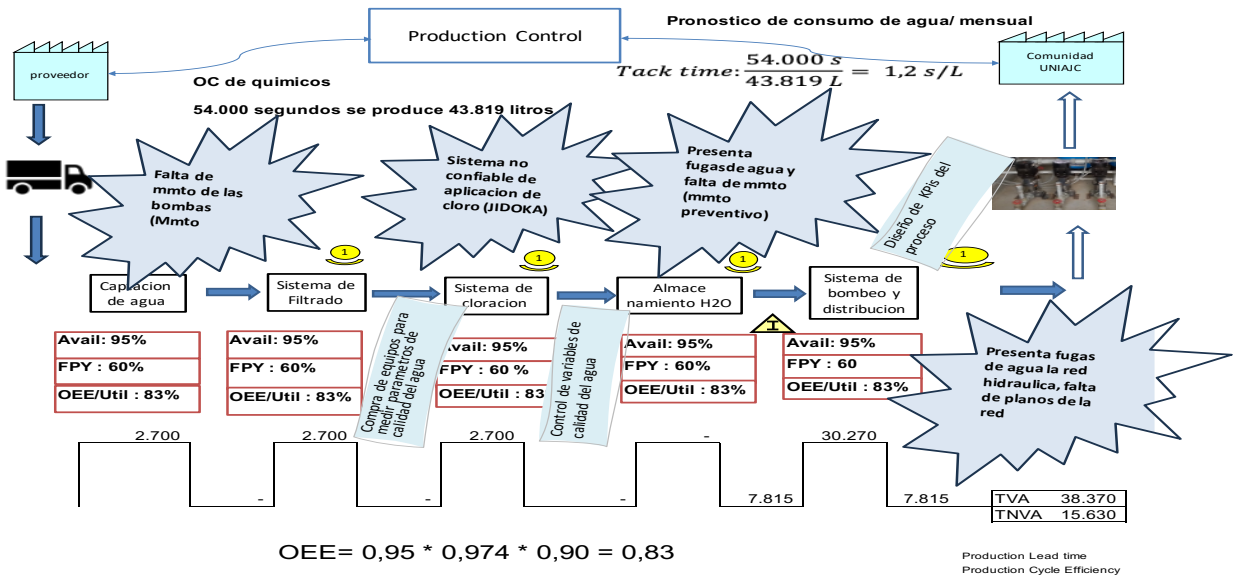 Pronostico de consumo de agua/ mensual
Production Control
proveedor
Comunidad
UNIAJC
OC de quimicos
Tack time: 54.000 s / 43.819 L = 1,2 s/L
54.000 segundos se produce 43.819 litros
Falta de
mmto de las
bombas
(Mmto
Sistema no
confiable de
aplicacion de
cloro (JIDOKA)
Presenta
fugasde agua y
falta de mmto
(mmto
preventivo)
Diseño de KPis del
proceso
1
1
1
1
Captacion
de agua
Sistema de
Filtrado
Sistema de
cloracion
Almace
namiento H2O
Sistema de
bombeo y
distribucion
I
Avail: 95%
FPY : 60%
OEE/Util : 83%
Avail: 95%
FPY : 60%
OEE/Util : 83%
Compra de equipos para
medir parametros de
calidad del agua
Avail: 95%
FPY : 60 %
OEE/Util : 83
Control de variables de
calidad del agua
Avail: 95%
FPY : 60%
OEE/Util : 83%
Avail: 95%
FPY : 60
OEE/Util : 83%
Presenta fugas
de agua la red
hidraulica, falta
de planos de la
red
2.700
2.700
2.700
-
30.270
-
-
-
7.815
7.815
TVA 38.370
TNVA 15.630
OEE= 0,95 * 0,974 * 0,90 = 0,83
Production Lead time
Production Cycle Efficiency